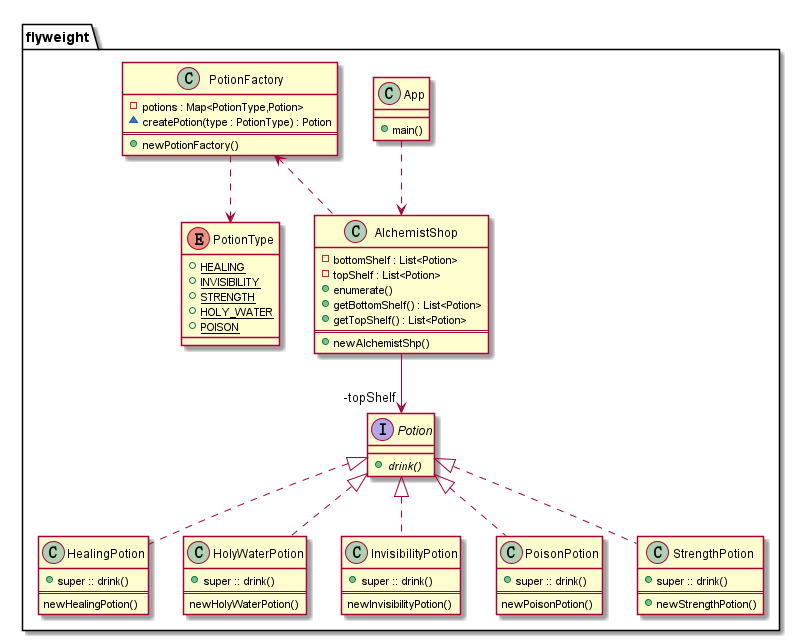 flyweight
C PotionFactory
potions : Map<PotionType,Potion>
createPotion(type : PotionType) : Potion
newPotionFactory()
C App
main()
E PotionType
HEALING
INVISIBILITY
STRENGTH
HOLY_WATER
POISON
C AlchemistShop
bottomShelf : List<Potion>
topShelf : List<Potion>
enumerate()
getBottomShelf() : List<Potion>
getTopShelf() : List<Potion>
newAlchemistShp()
-topShelf
I Potion
drink()
C HealingPotion
super :: drink()
newHealingPotion()
C HolyWaterPotion
super :: drink()
newHolyWaterPotion()
C InvisibilityPotion
super :: drink()
newInvisibilityPotion()
C PoisonPotion
super :: drink()
newPoisonPotion()
C StrengthPotion
super :: drink()
newStrengthPotion()